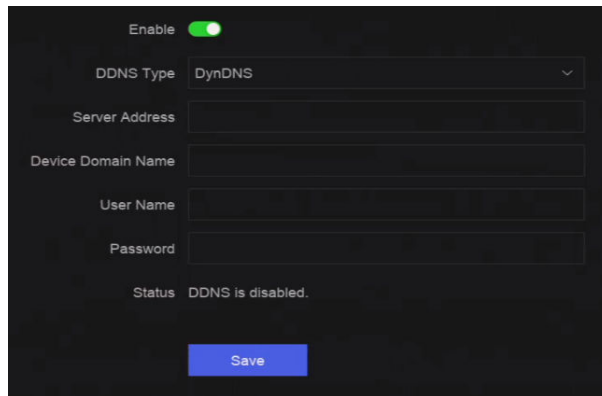 Enable
DDNS Type DynDNS
Server Address
Device Domain Name
User Name
Password
Status DDNS is disabled.
Save